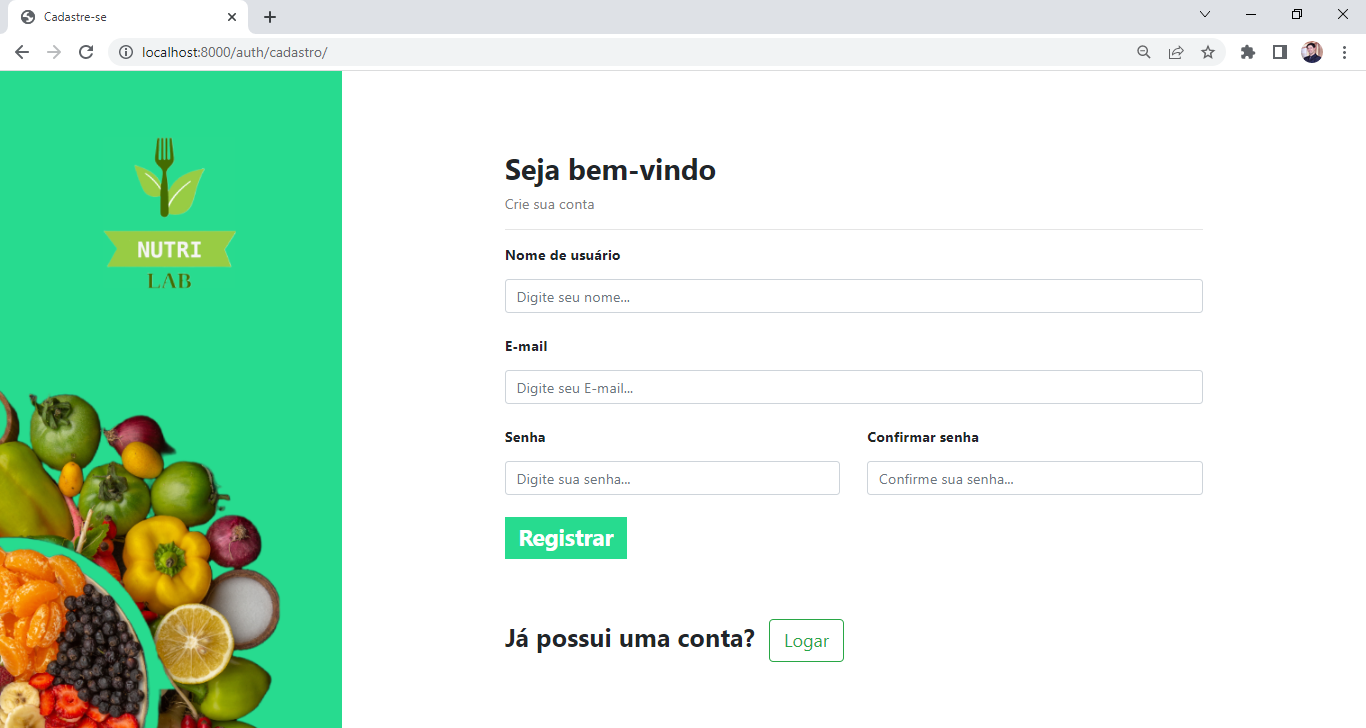 Cadastre-se
localhost:8000/auth/cadastro/
NUTRI
LAB
Seja bem-vindo
Crie sua conta
Nome de usuário
Digite seu nome...
E-mail
Digite seu E-mail...
Senha
Confirmar senha
Digite sua senha...
Confirme sua senha...
Registrar
Já possui uma conta?
Logar